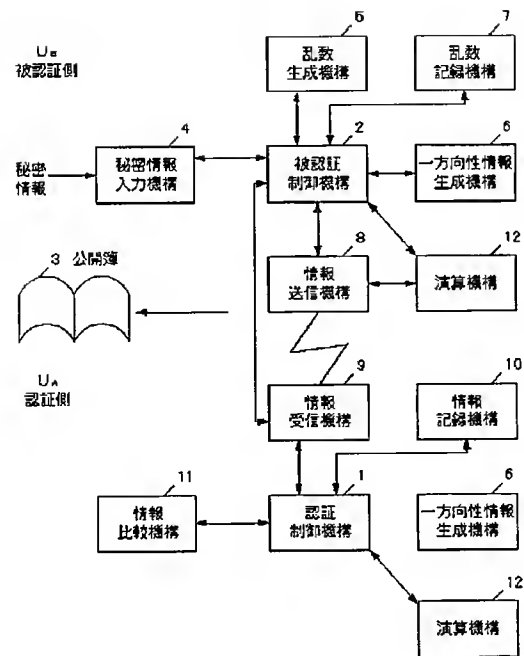 U_B
被認証側
5
乱数
生成機構
7
乱数
記録機構
4
秘密
情報
秘密情報
入力機構
2
被認証
制御機構
6
一方向性情報
生成機構
3 公開簿
8
情報
送信機構
12
演算機構
U_A
認証側
9
情報
受信機構
10
情報
記録機構
11
情報
比較機構
1
認証
制御機構
6
一方向性情報
生成機構
12
演算機構